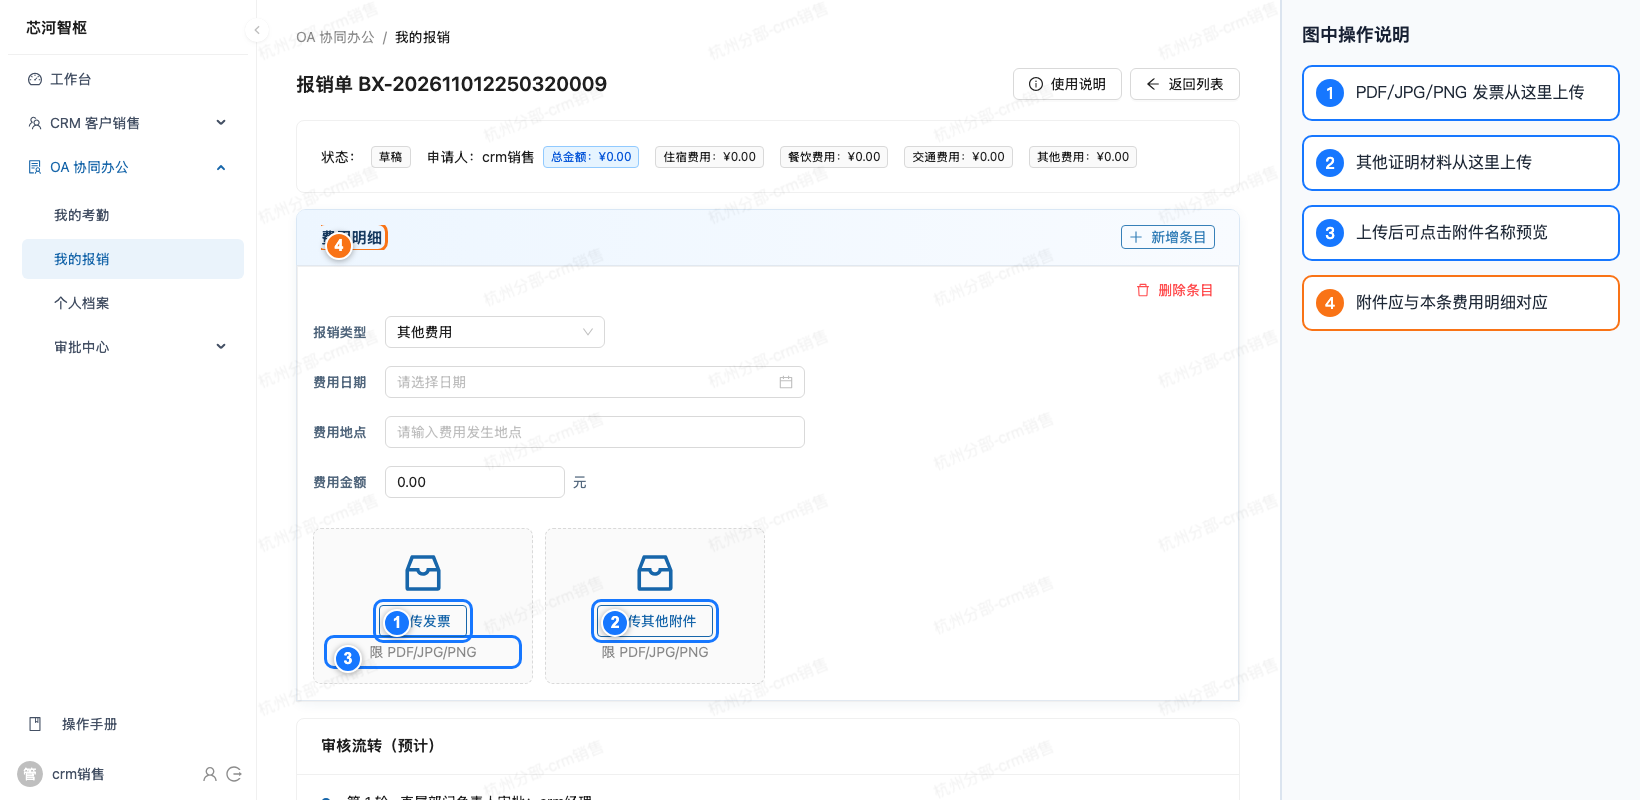 芯河智枢
工作台
CRM 客户销售
OA 协同办公
我的考勤
我的报销
个人档案
审批中心
操作手册
管 crm销售
OA 协同办公 / 我的报销
报销单 BX-202611012250320009
使用说明
返回列表
状态： 草稿 申请人：crm销售 总金额：¥0.00 住宿费用：¥0.00 餐饮费用：¥0.00 交通费用：¥0.00 其他费用：¥0.00
4 明细
新增条目
删除条目
报销类型 其他费用
费用日期 请选择日期
费用地点 请输入费用发生地点
费用金额 0.00 元
1 传发票
3 限 PDF/JPG/PNG
2 传其他附件
限 PDF/JPG/PNG
审核流转（预计）
图中操作说明
1 PDF/JPG/PNG 发票从这里上传
2 其他证明材料从这里上传
3 上传后可点击附件名称预览
4 附件应与本条费用明细对应
杭州分部-crm销售